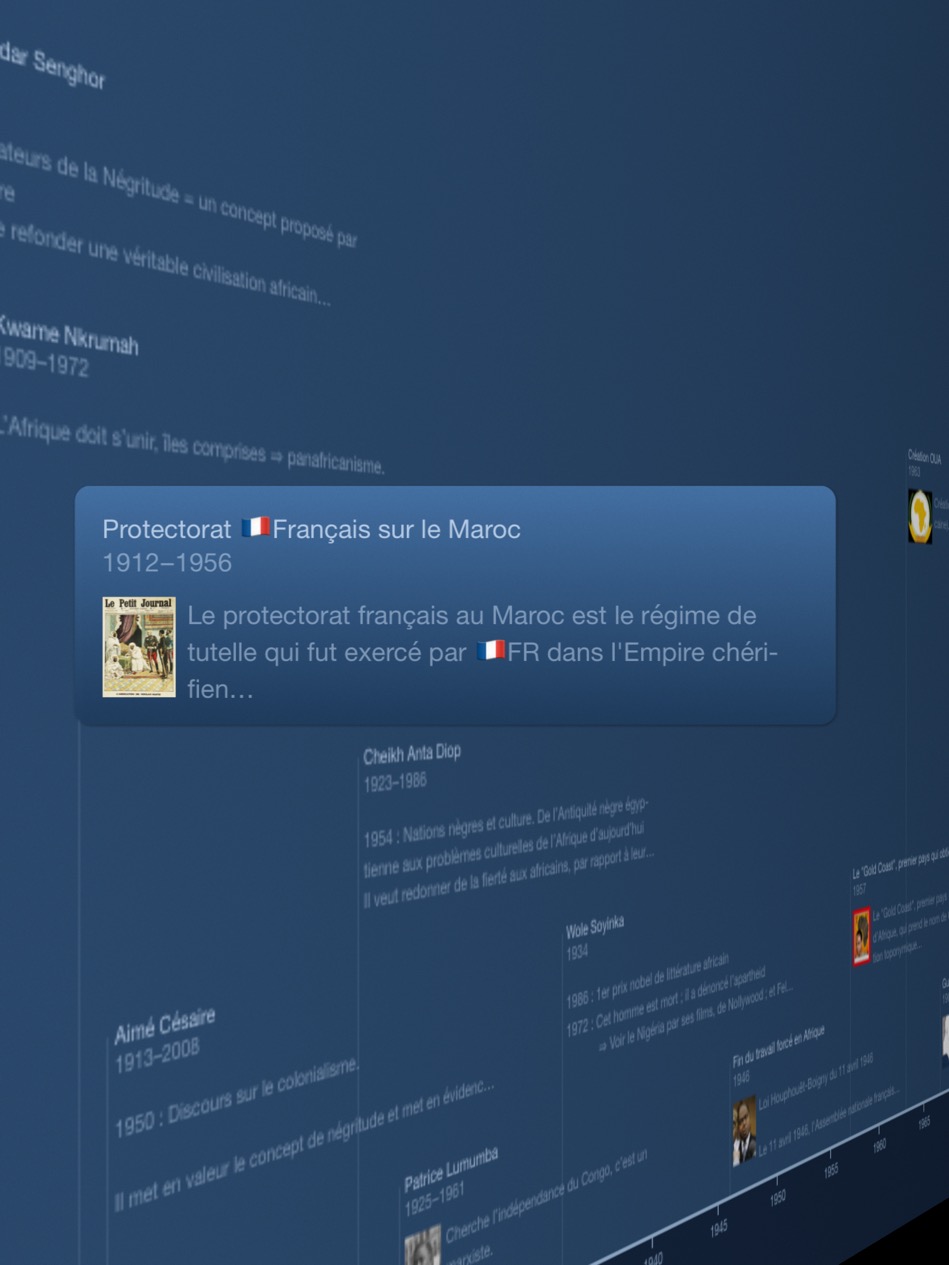 dar Senghor
ateurs de la Négritude = un concept proposé par
re
e refonder une véritable civilisation africain...
Kwame Nkrumah
1909–1972
L'Afrique doit s'unir, îles comprises ⇒ panafricanisme.
Création OUA
1963
Protectorat 🇫🇷Français sur le Maroc
1912–1956
Le Petit Journal
Le protectorat français au Maroc est le régime de
tutelle qui fut exercé par 🇫🇷FR dans l'Empire chéri-
fien…
Cheikh Anta Diop
1923–1986
1954 : Nations nègres et culture. De l'Antiquité nègre égyp-
tienne aux problèmes culturelles de l'Afrique d'aujourd'hui
Il veut redonner de la fierté aux africains, par rapport à leur...
Le "Gold Coast", premier pays qui
1957
Le "Gold Coast", premier pays
d'Afrique, qui prend le nom de
tion toponymique...
Wole Soyinka
1934
1986 : 1er prix nobel de littérature africain
1972 : Cet homme est mort ; il a dénoncé l'apartheid
⇒ Voir le Nigéria par ses films, de Nollywood ; et Fel...
Aimé Césaire
1913–2008
1950 : Discours sur le colonialisme.
Il met en valeur le concept de négritude et met en évidenc...
Fin du travail forcé en Afrique
1946
Loi Houphouët-Boigny du 11 avril 1946
Le 11 avril 1946, l'Assemblée nationale français...
Patrice Lumumba
1925–1961
Cherche l'indépendance du Congo, c'est un
marxiste.
1940
1945
1950
1955
1960
1965